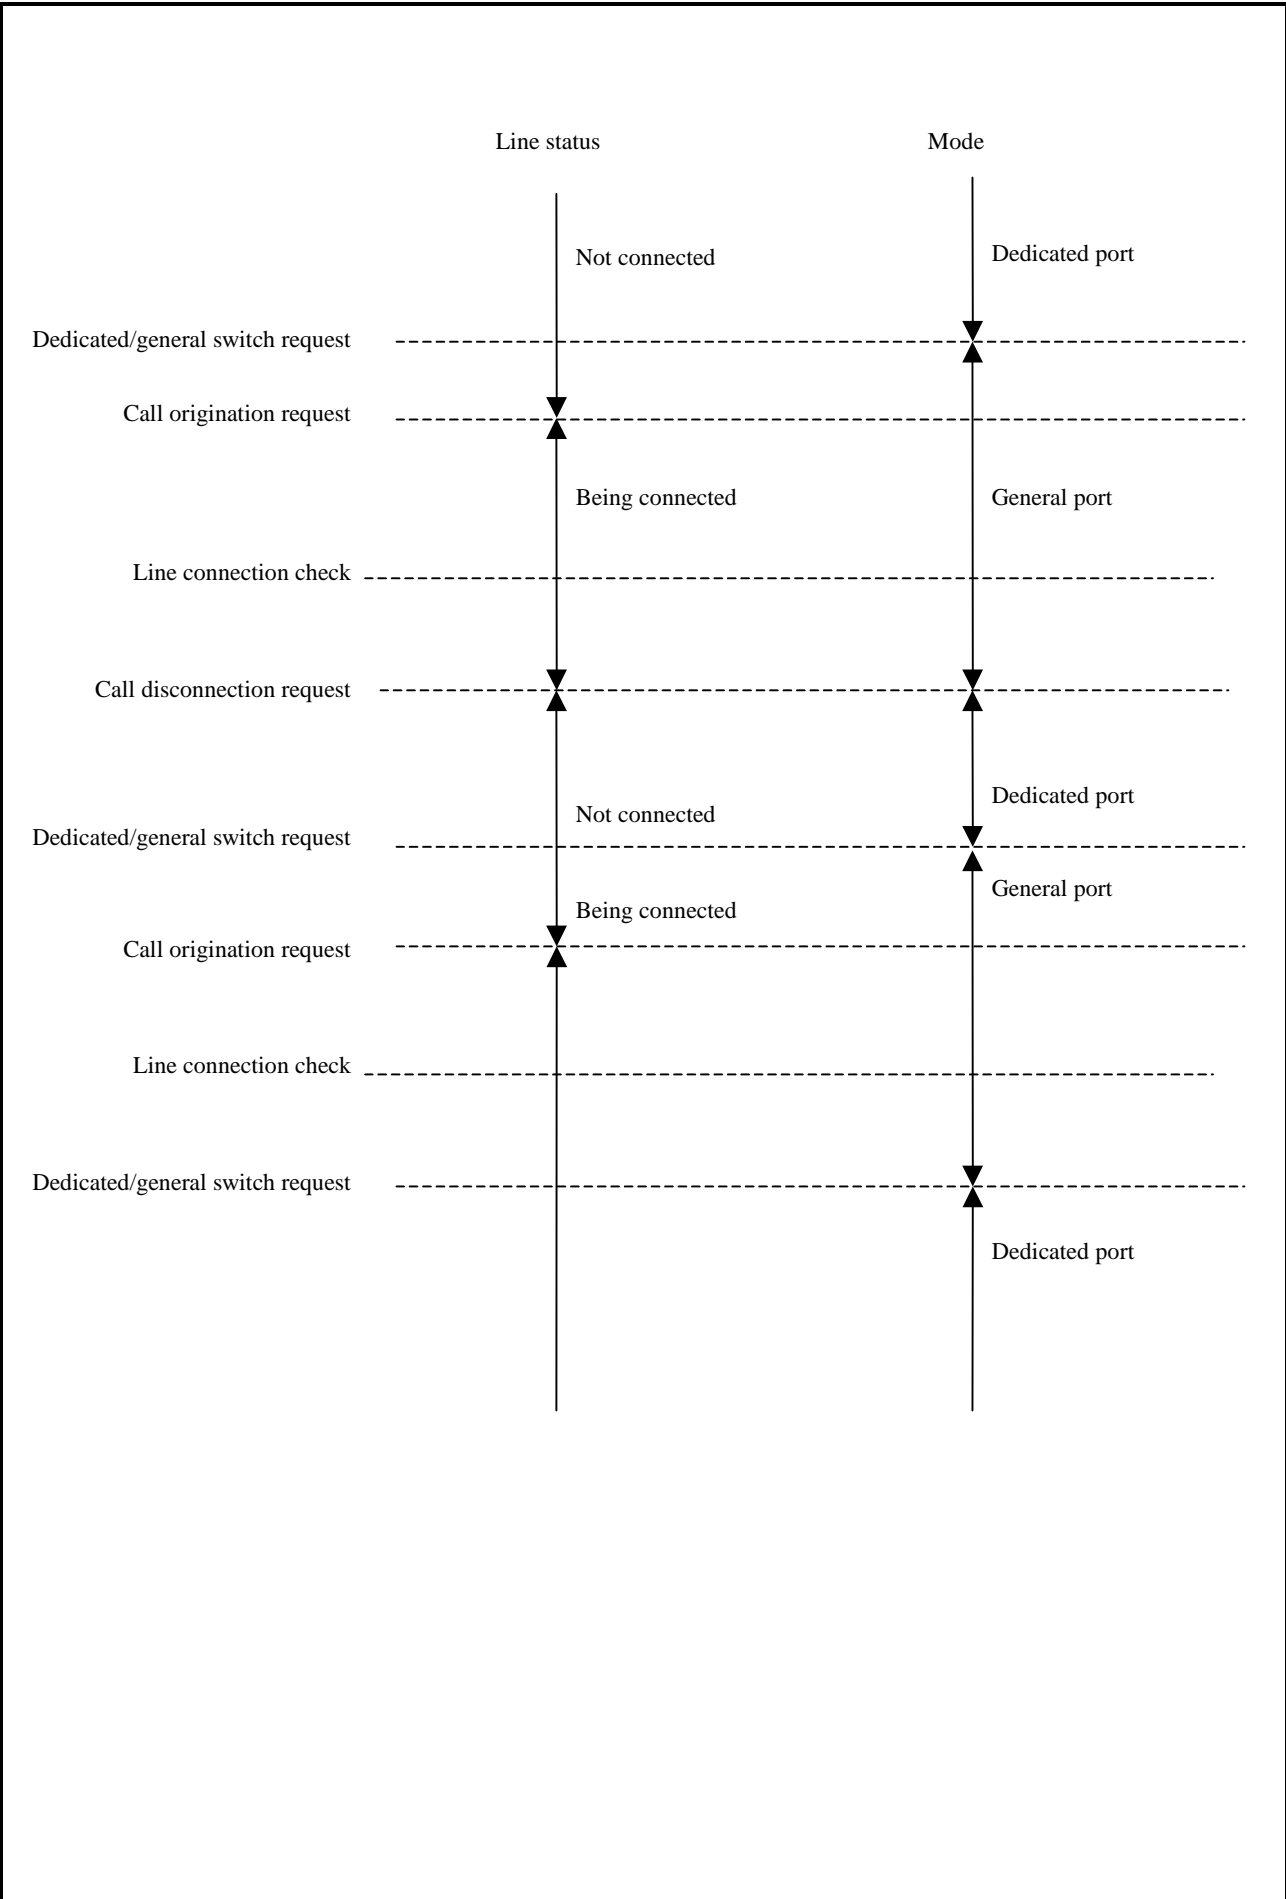 Line status
Mode
Not connected
Dedicated port
Dedicated/general switch request
Call origination request
Being connected
General port
Line connection check
Call disconnection request
Dedicated port
Not connected
Dedicated/general switch request
General port
Being connected
Call origination request
Line connection check
Dedicated/general switch request
Dedicated port